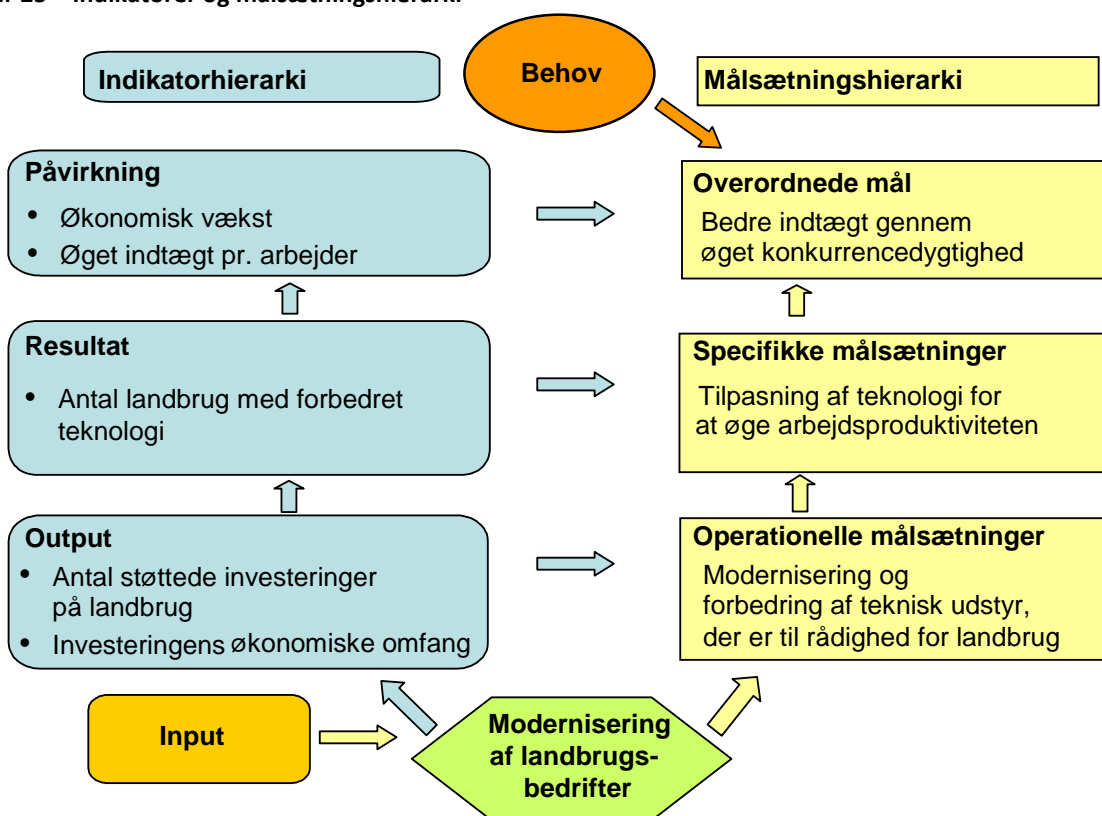 Indikatorer og målsætningshierarki
Behov
Indikatorhierarki
Målsætningshierarki
Påvirkning
• Økonomisk vækst
• Øget indtægt pr. arbejder
Overordnede mål
Bedre indtægt gennem
øget konkurrencedygtighed
Resultat
• Antal landbrug med forbedret
teknologi
Specifikke målsætninger
Tilpasning af teknologi for
at øge arbejdsproduktiviteten
Output
• Antal støttede investeringer
på landbrug
• Investeringens økonomiske omfang
Operationelle målsætninger
Modernisering og
forbedring af teknisk udstyr,
der er til rådighed for landbrug
Input
Modernisering
af landbrugs-
bedrifter